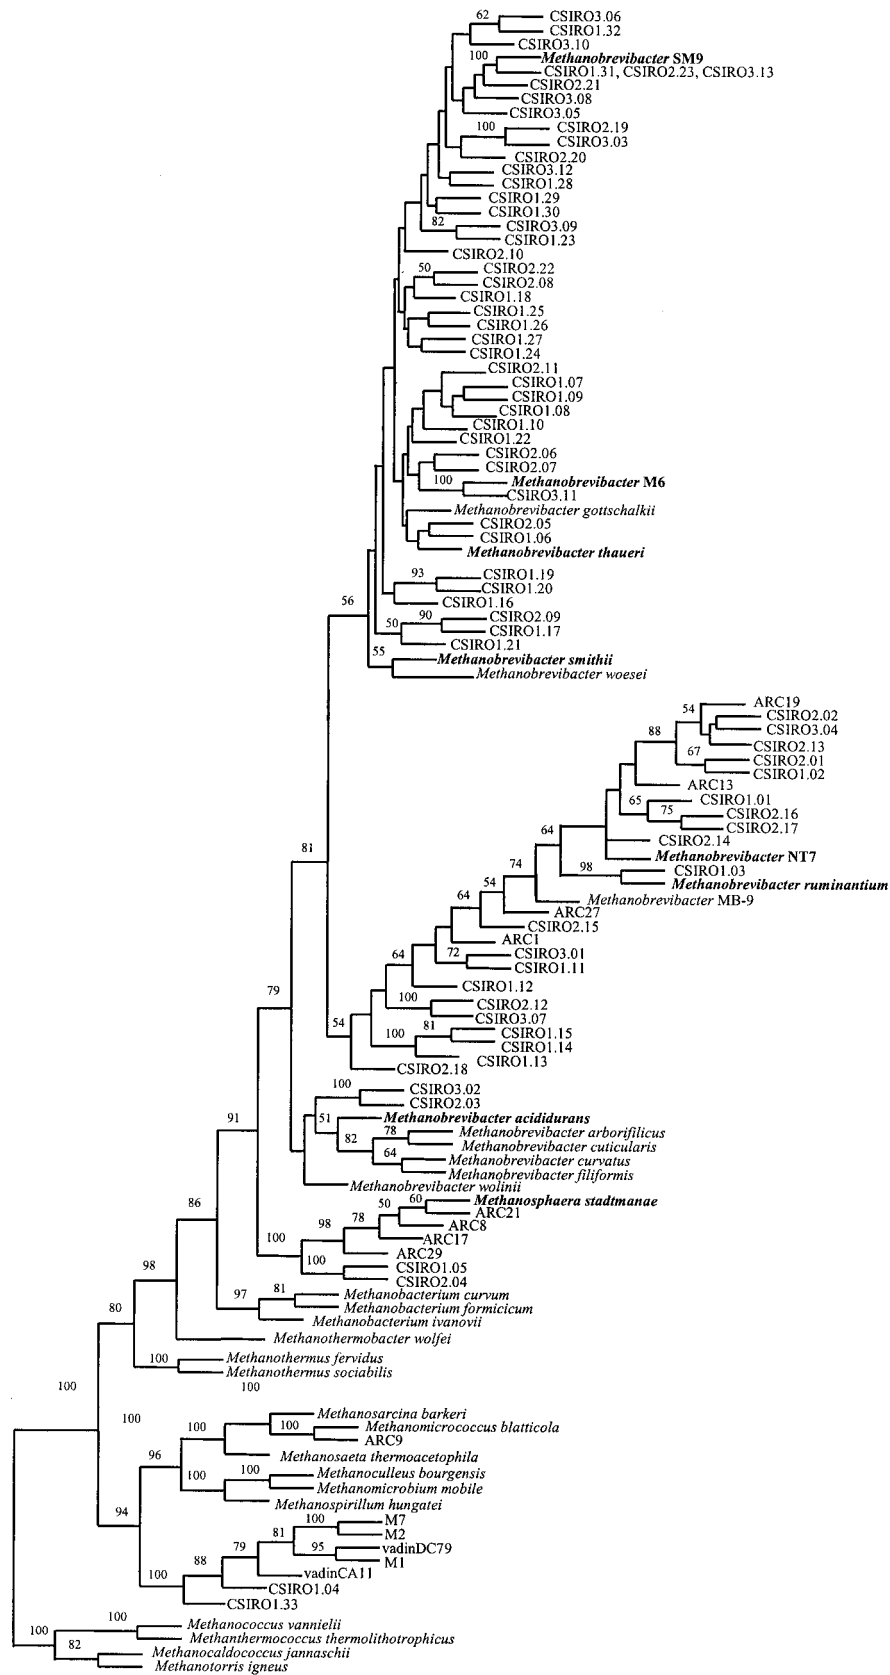 62 CSIRO3.06
CSIRO1.32
CSIRO3.10
100 Methanobrevibacter SM9
CSIRO1.31, CSIRO2.23, CSIRO3.13
CSIRO2.21
CSIRO3.08
CSIRO3.05
100 CSIRO2.19
CSIRO3.03
CSIRO2.20
CSIRO3.12
CSIRO1.28
CSIRO1.29
CSIRO1.30
82 CSIRO3.09
CSIRO1.23
CSIRO2.10
50 CSIRO2.22
CSIRO2.08
CSIRO1.18
CSIRO1.25
CSIRO1.26
CSIRO1.27
CSIRO1.24
CSIRO2.11
CSIRO1.07
CSIRO1.09
CSIRO1.08
CSIRO1.10
CSIRO1.22
CSIRO2.06
CSIRO2.07
100 Methanobrevibacter M6
CSIRO3.11
Methanobrevibacter gottschalkii
CSIRO2.05
CSIRO1.06
Methanobrevibacter thaueri
93 CSIRO1.19
CSIRO1.20
56 CSIRO1.16
90 CSIRO2.09
50 CSIRO1.17
CSIRO1.21
55 Methanobrevibacter smithii
Methanobrevibacter woesei
54 ARC19
CSIRO2.02
88 CSIRO3.04
CSIRO2.13
67 CSIRO2.01
CSIRO1.02
ARC13
65 CSIRO1.01
75 CSIRO2.16
CSIRO2.17
64 CSIRO2.14
81 Methanobrevibacter NT7
74 98 CSIRO1.03
54 Methanobrevibacter ruminantium
64 Methanobrevibacter MB-9
ARC27
CSIRO2.15
ARC1
64 72 CSIRO3.01
CSIRO1.11
79 CSIRO1.12
100 CSIRO2.12
CSIRO3.07
54 81 CSIRO1.15
100 CSIRO1.14
CSIRO1.13
CSIRO2.18
100 CSIRO3.02
CSIRO2.03
91 51 Methanobrevibacter acididurans
78 Methanobrevibacter arborifilicus
82 Methanobrevibacter cuticularis
64 Methanobrevibacter curvatus
Methanobrevibacter filiformis
Methanobrevibacter wolinii
60 Methanosphaera stadtmanae
86 50 ARC21
78 ARC8
98 ARC17
100 ARC29
100 CSIRO1.05
98 CSIRO2.04
81 Methanobacterium curvum
97 Methanobacterium formicicum
80 Methanobacterium ivanovii
Methanothermobacter wolfei
100 Methanothermus fervidus
Methanothermus sociabilis
100 100
100 Methanosarcina barkeri
100 100 Methanomicrococcus blatticola
ARC9
96 Methanosaeta thermoacetophila
100 100 Methanoculleus bourgensis
Methanomicrobium mobile
Methanospirillum hungatei
94 100 M7
81 M2
79 95 vadinDC79
88 M1
vadinCA11
100 CSIRO1.04
CSIRO1.33
100 Methanococcus vannielii
100 Methanthermococcus thermolithotrophicus
82 Methanocaldococcus jannaschii
Methanotorris igneus